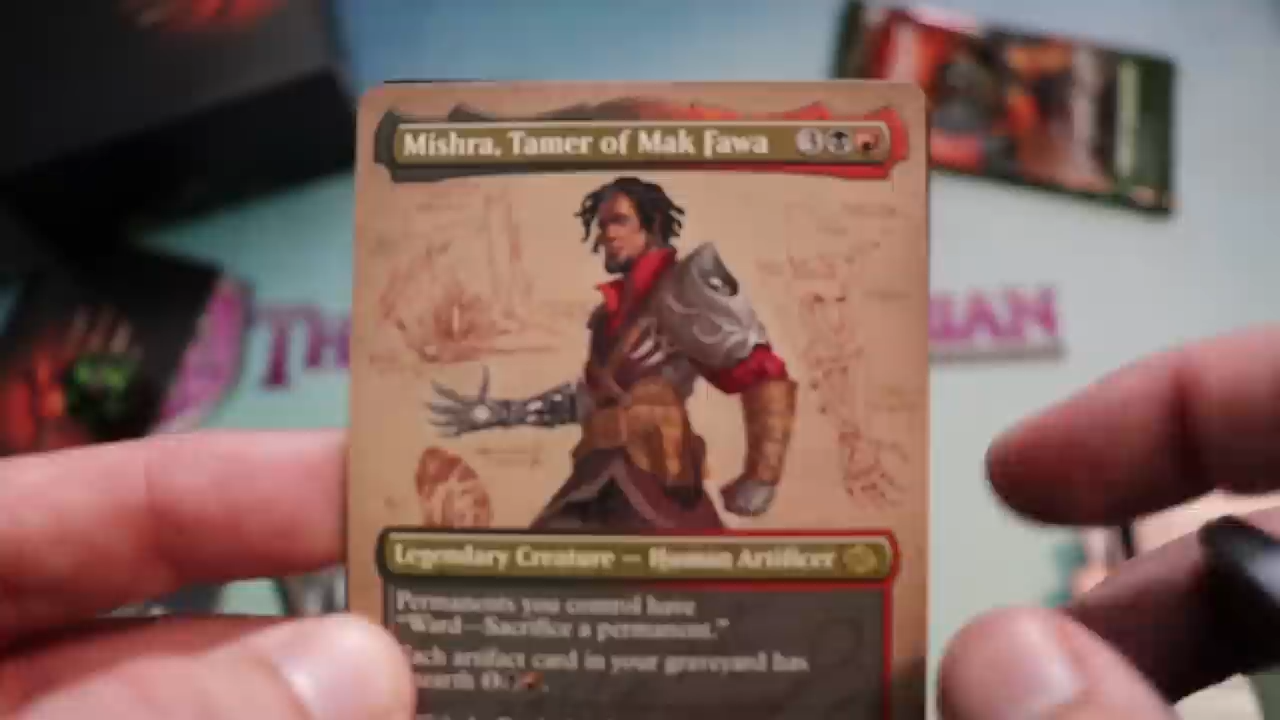 Mishra, Tamer of Mak Fawa
Legendary Creature — Human Artificer
Permanents you control have
"Ward—Sacrifice a permanent."
Each artifact card in your graveyard has
unearth